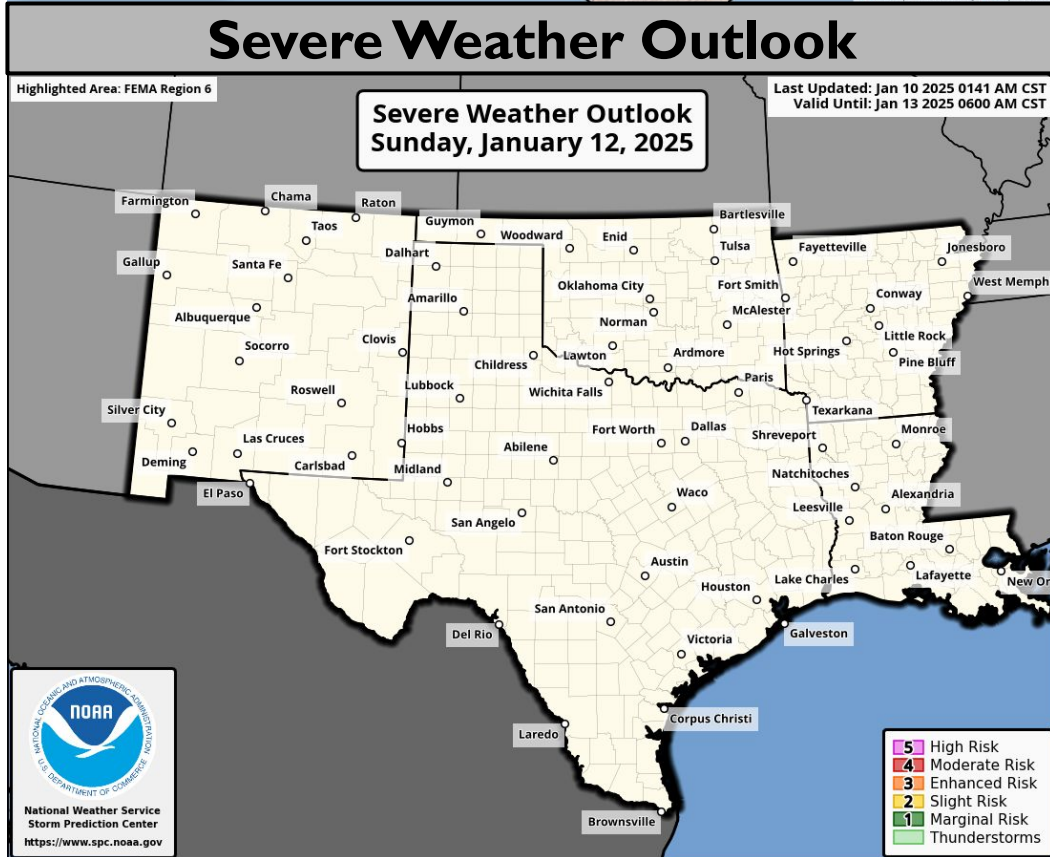 Severe Weather Outlook
Highlighted Area: FEMA Region 6
Last Updated: Jan 10 2025 0141 AM CST
Valid Until: Jan 13 2025 0600 AM CST
Severe Weather Outlook
Sunday, January 12, 2025
Farmington
Chama
Raton
Taos
Guymon
Woodward
Enid
Bartlesville
Tulsa
Fayetteville
Jonesboro
Gallup
Santa Fe
Dalhart
Oklahoma City
Fort Smith
West Memph
Albuquerque
Amarillo
Norman
McAlester
Conway
Little Rock
Socorro
Clovis
Childress
Lawton
Ardmore
Hot Springs
Pine Bluff
Roswell
Lubbock
Wichita Falls
Paris
Texarkana
Silver City
Las Cruces
Hobbs
Abilene
Fort Worth
Dallas
Shreveport
Monroe
Deming
Carlsbad
Midland
Natchitoches
El Paso
San Angelo
Waco
Leesville
Alexandria
Fort Stockton
Austin
Baton Rouge
Houston
Lake Charles
Lafayette
New Or
San Antonio
Del Rio
Victoria
Galveston
Corpus Christi
Laredo
Brownsville
NATIONAL OCEANIC AND ATMOSPHERIC ADMINISTRATION
NOAA
U.S. DEPARTMENT OF COMMERCE
National Weather Service
Storm Prediction Center
https://www.spc.noaa.gov
5 High Risk
4 Moderate Risk
3 Enhanced Risk
2 Slight Risk
1 Marginal Risk
Thunderstorms